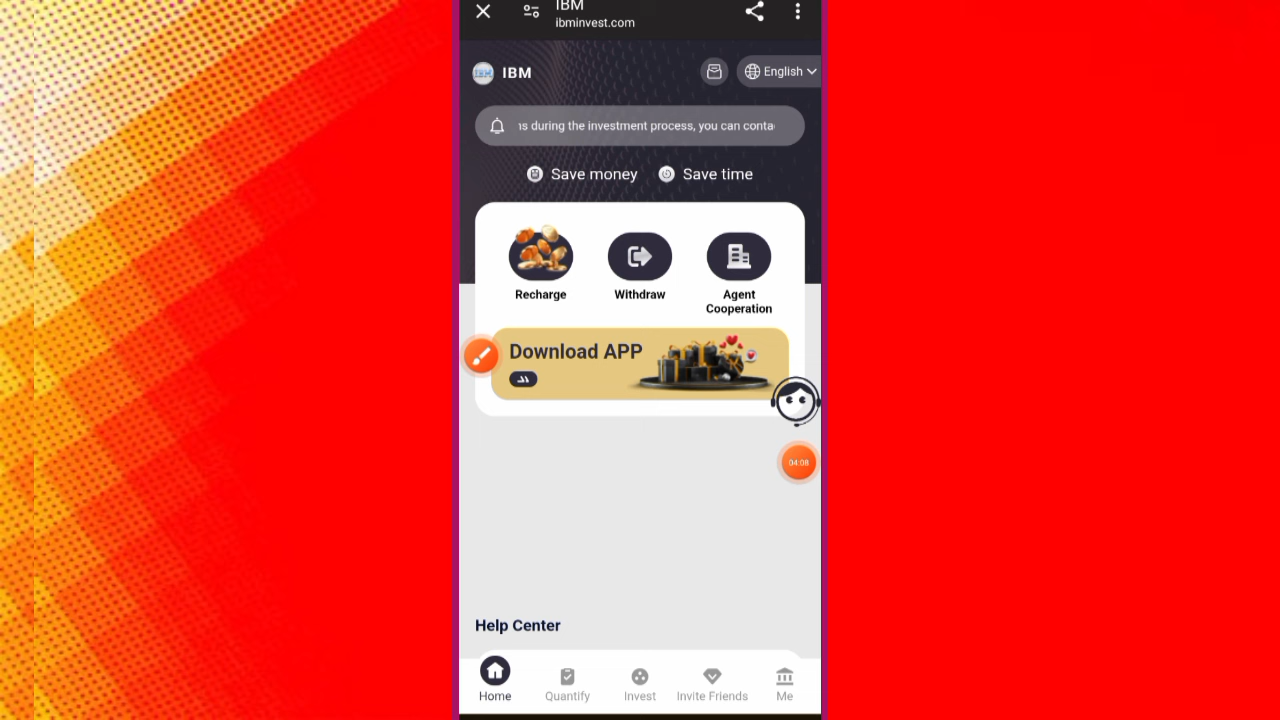 IBM
ibminvest.com
IBM
English
ns during the investment process, you can conta
Save money
Save time
Recharge
Withdraw
Agent
Cooperation
Download APP
04:08
Help Center
Home
Quantify
Invest
Invite Friends
Me